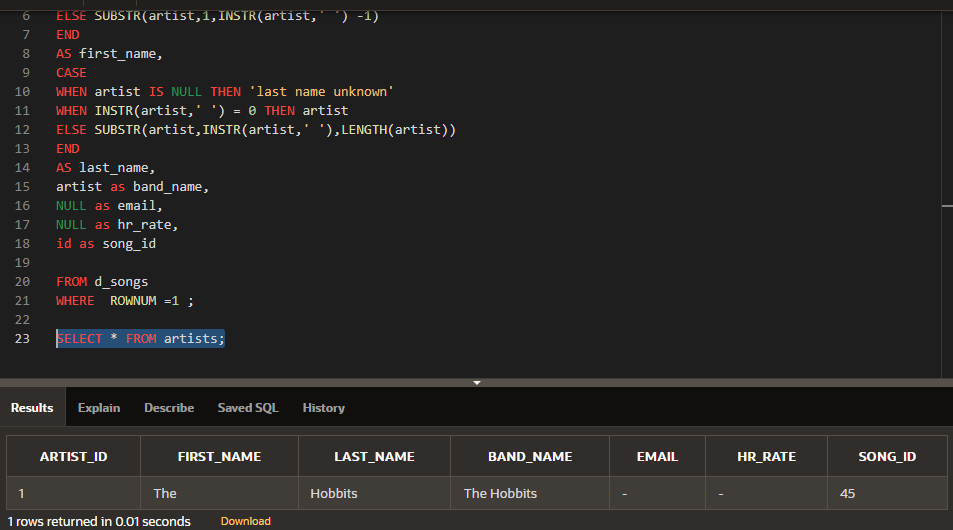 6 ELSE SUBSTR(artist,1,INSTR(artist,' ') -1)
7 END
8 AS first_name,
9 CASE
10 WHEN artist IS NULL THEN 'last name unknown'
11 WHEN INSTR(artist,' ') = 0 THEN artist
12 ELSE SUBSTR(artist,INSTR(artist,' '),LENGTH(artist))
13 END
14 AS last_name,
15 artist as band_name,
16 NULL as email,
17 NULL as hr_rate,
18 id as song_id
19
20 FROM d_songs
21 WHERE  ROWNUM =1 ;
22
23 SELECT * FROM artists;
Results Explain Describe Saved SQL History
ARTIST_ID FIRST_NAME LAST_NAME BAND_NAME EMAIL HR_RATE SONG_ID
1 The Hobbits The Hobbits - - 45
1 rows returned in 0.01 seconds Download